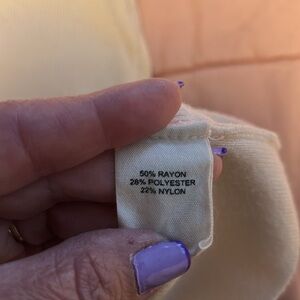 50% RAYON
28% POLYESTER
22% NYLON